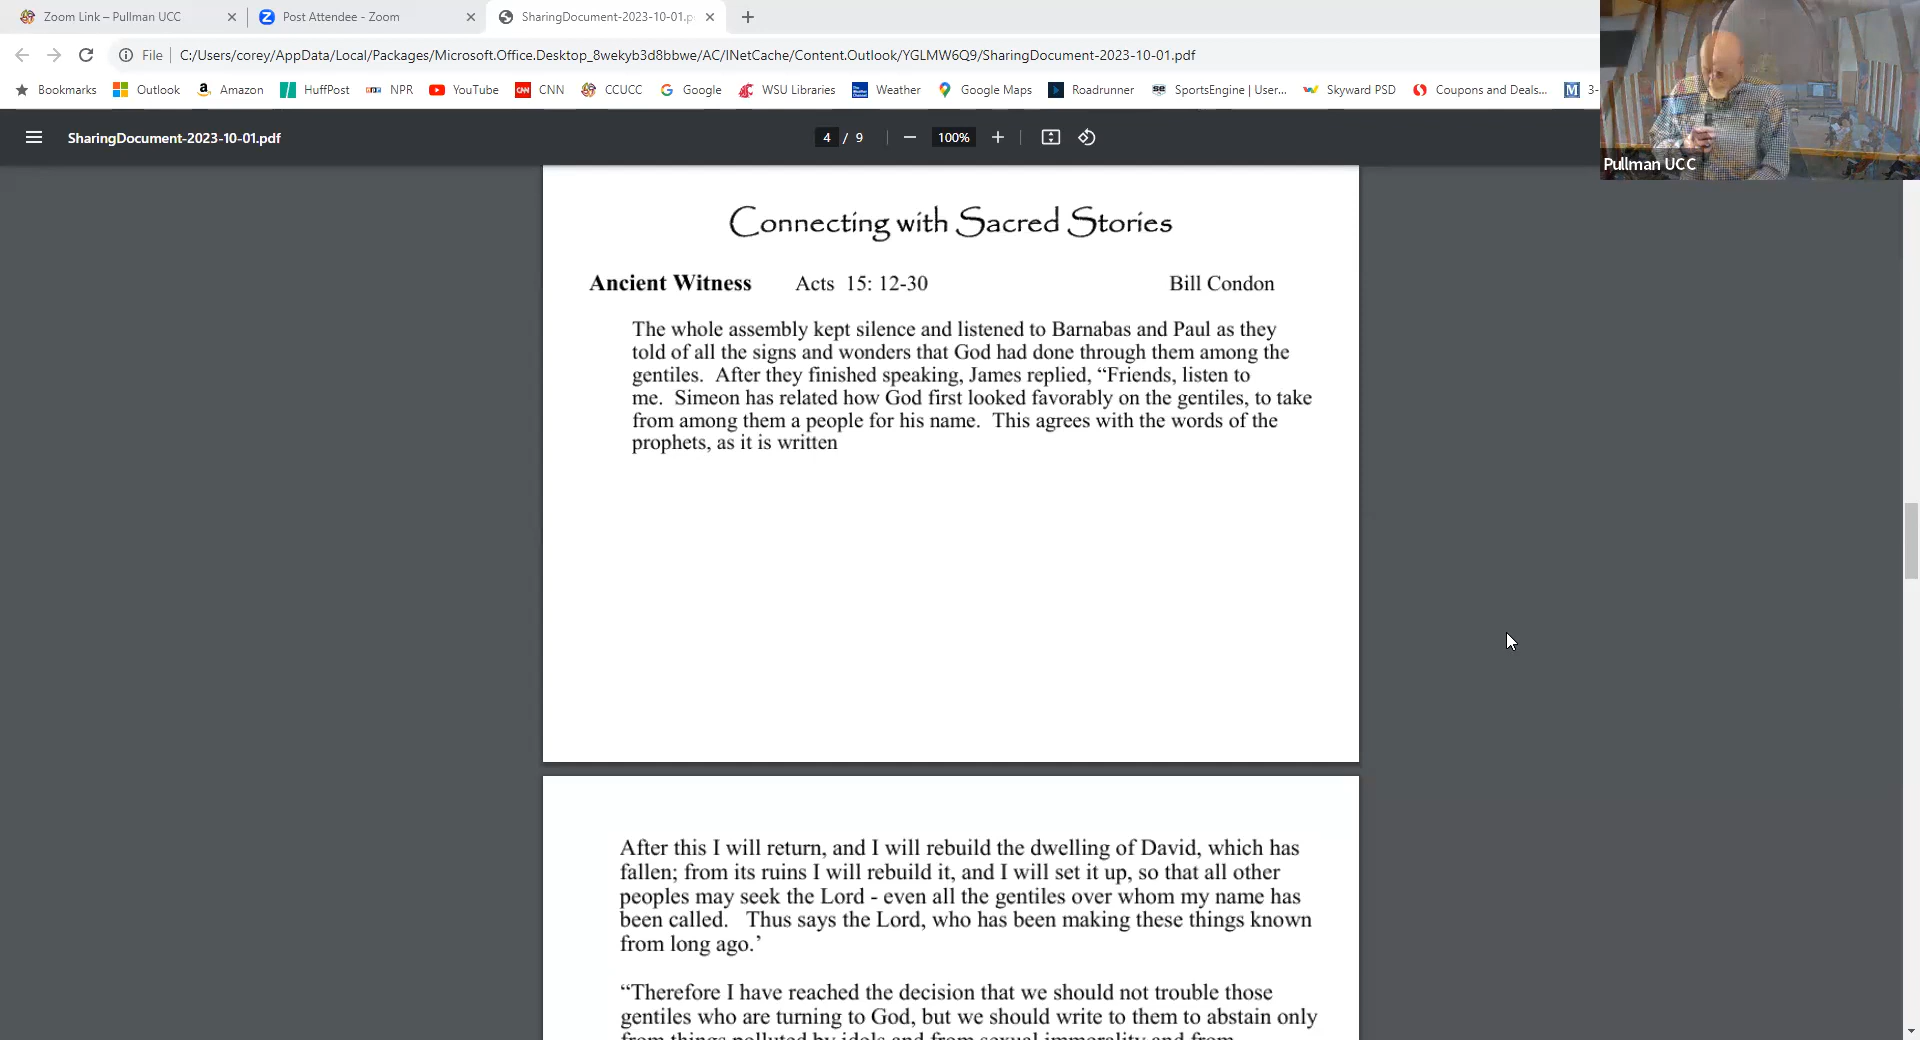 Zoom Link – Pullman UCC
Post Attendee - Zoom
SharingDocument-2023-10-01.p
File
C:/Users/corey/AppData/Local/Packages/Microsoft.Office.Desktop_8wekyb3d8bbwe/AC/INetCache/Content.Outlook/YGLMW6Q9/SharingDocument-2023-10-01.pdf
Bookmarks Outlook Amazon HuffPost NPR YouTube CNN CCUCC Google WSU Libraries Weather Google Maps Roadrunner SportsEngine | User... Skyward PSD Coupons and Deals... 3-
SharingDocument-2023-10-01.pdf
4 / 9
100%
Pullman UCC
Connecting with Sacred Stories
Ancient Witness Acts 15: 12-30 Bill Condon
The whole assembly kept silence and listened to Barnabas and Paul as they
told of all the signs and wonders that God had done through them among the
gentiles. After they finished speaking, James replied, “Friends, listen to
me. Simeon has related how God first looked favorably on the gentiles, to take
from among them a people for his name. This agrees with the words of the
prophets, as it is written
After this I will return, and I will rebuild the dwelling of David, which has
fallen; from its ruins I will rebuild it, and I will set it up, so that all other
peoples may seek the Lord - even all the gentiles over whom my name has
been called. Thus says the Lord, who has been making these things known
from long ago.’
“Therefore I have reached the decision that we should not trouble those
gentiles who are turning to God, but we should write to them to abstain only
from things polluted by idols and from sexual immorality and from